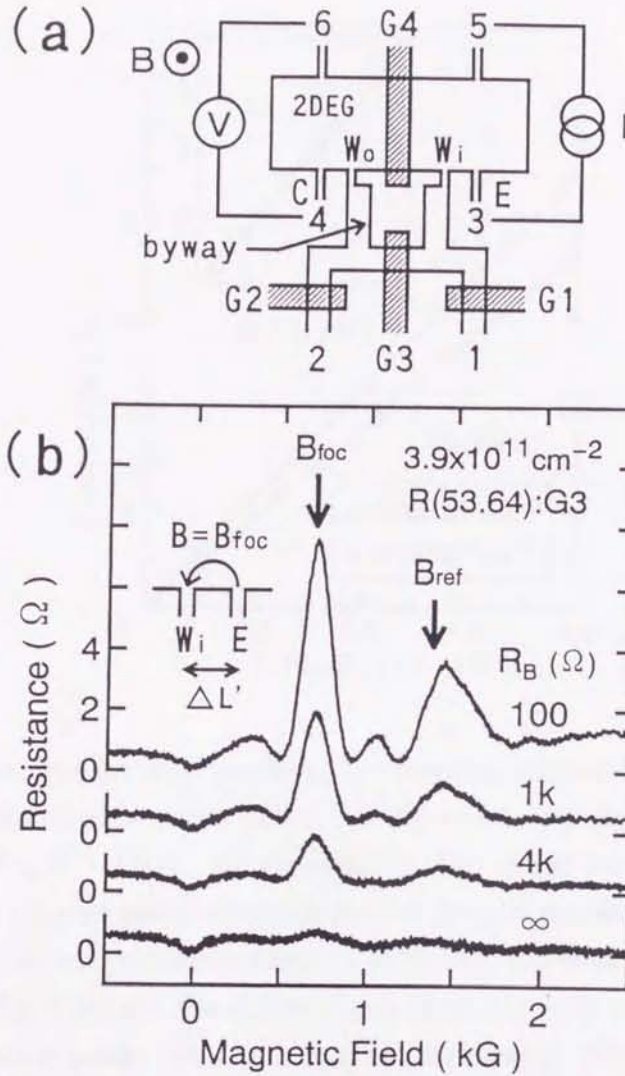 (a)
6
G4
5
B
V
2DEG
Wo
Wi
C
E
4
3
byway
G2
G1
2
G3
1
(b)
Bfoc
3.9x10¹¹cm⁻²
R(53.64):G3
B=Bfoc
Bref
Wi
E
△L'
RB (Ω)
100
1k
4k
∞
4
2
0
0
0
0
Resistance ( Ω )
0
1
2
Magnetic Field ( kG )